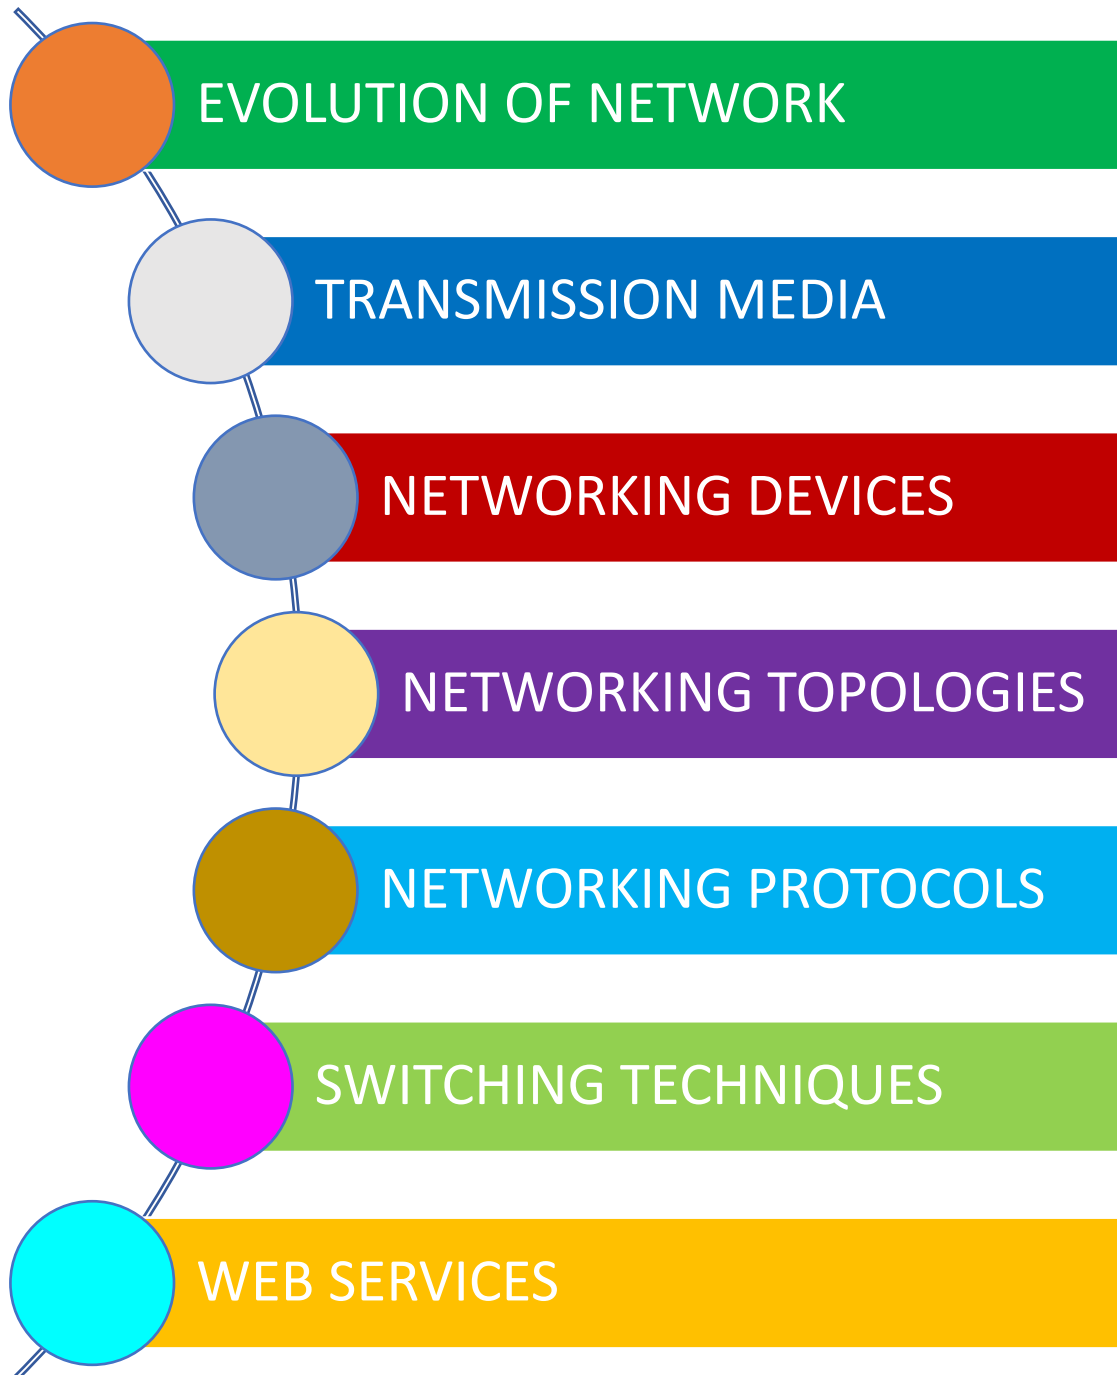 EVOLUTION OF NETWORK
TRANSMISSION MEDIA
NETWORKING DEVICES
NETWORKING TOPOLOGIES
NETWORKING PROTOCOLS
SWITCHING TECHNIQUES
WEB SERVICES